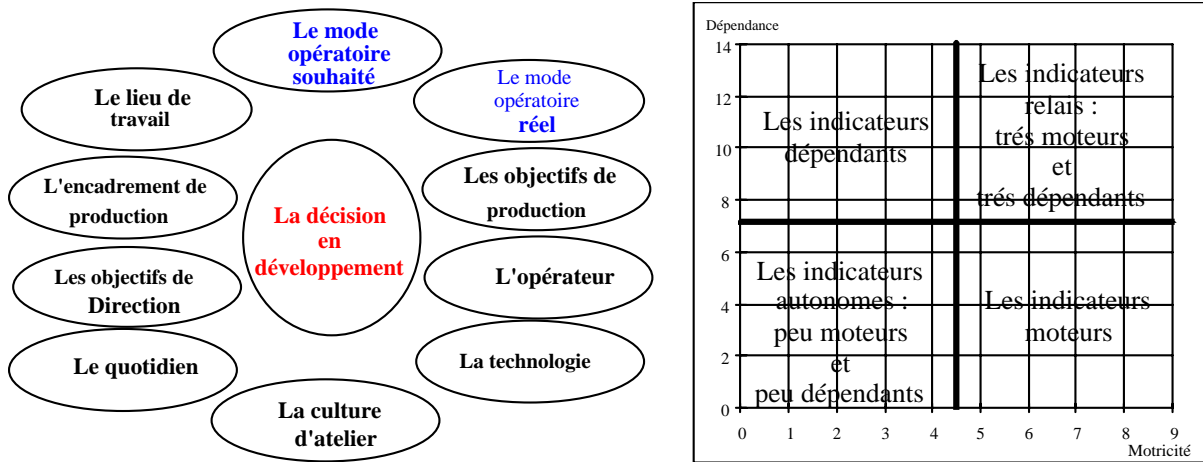 Le mode
opératoire
souhaité
Le mode
opératoire
réel
Le lieu de
travail
L'encadrement de
production
Les objectifs de
production
La décision
en
développement
Les objectifs de
Direction
L'opérateur
Le quotidien
La technologie
La culture
d'atelier
Dépendance
14
12
10
8
6
4
2
0
Les indicateurs
dépendants
Les indicateurs
relais :
trés moteurs
et
trés dépendants
Les indicateurs
autonomes :
peu moteurs
et
peu dépendants
Les indicateurs
moteurs
0 1 2 3 4 5 6 7 8 9
Motricité